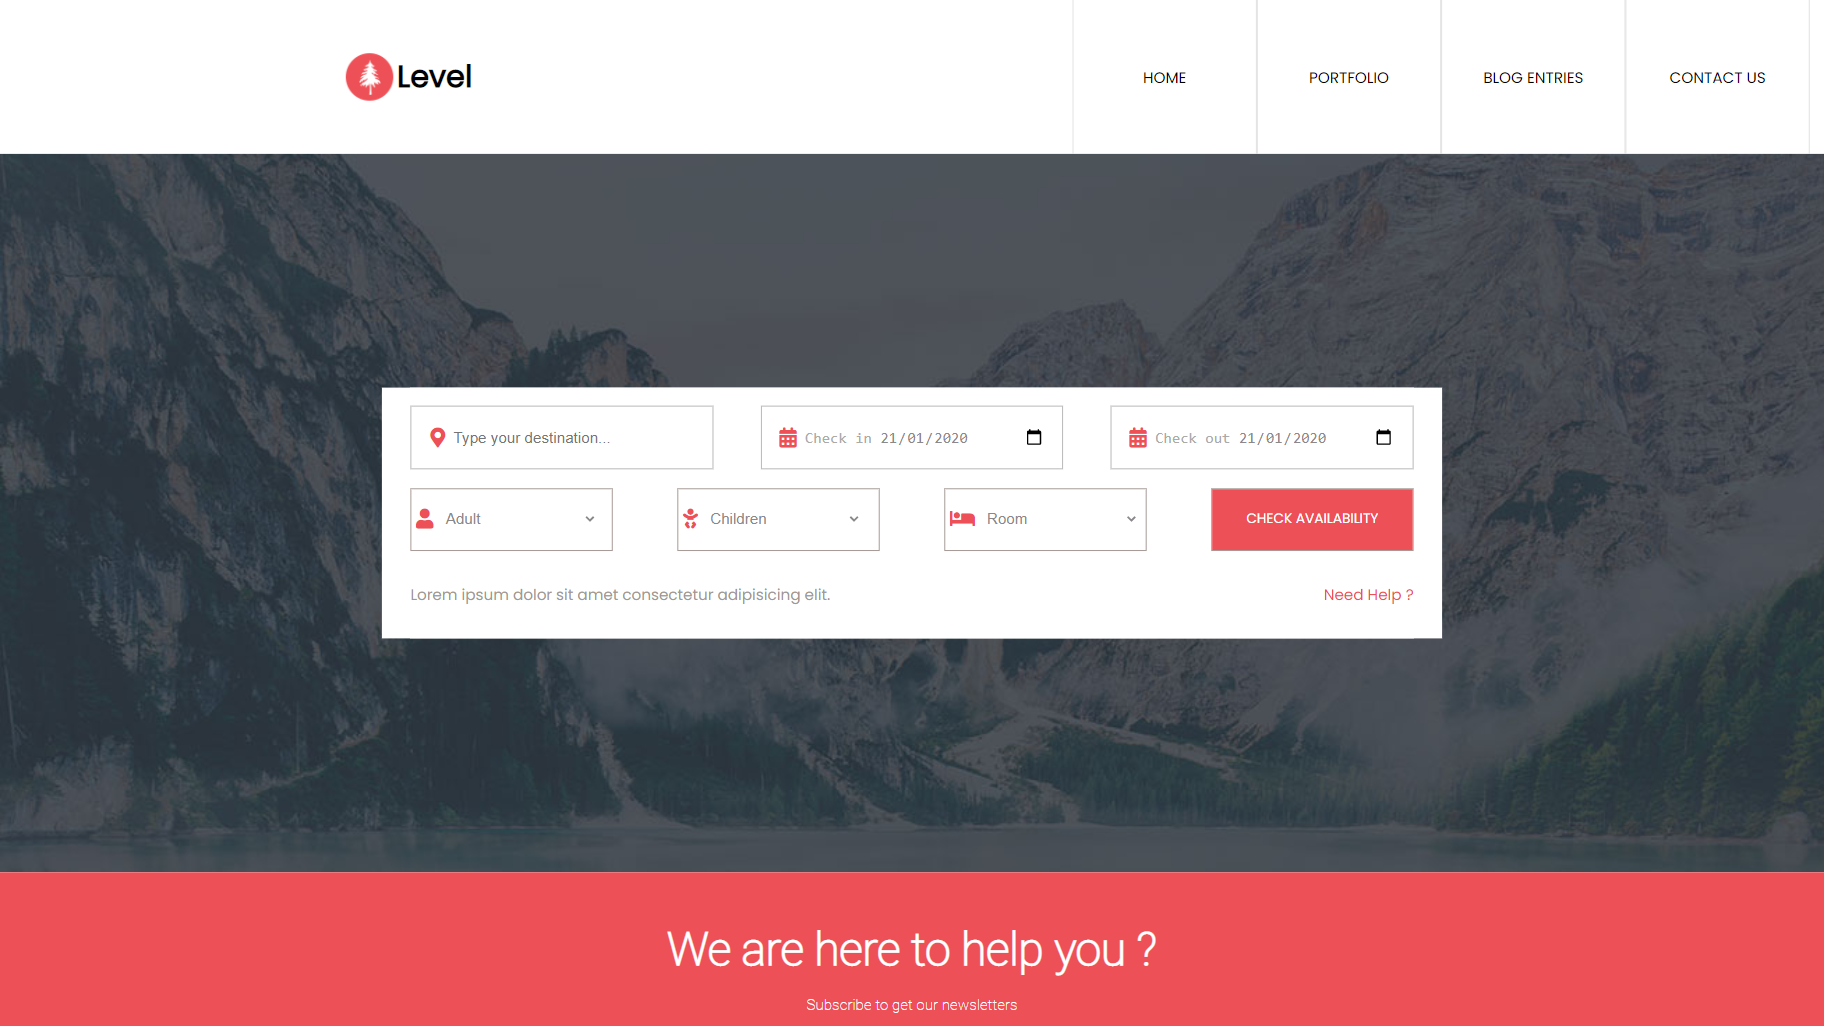 Level
HOME
PORTFOLIO
BLOG ENTRIES
CONTACT US
Type your destination...
Check in 21/01/2020
Check out 21/01/2020
Adult
Children
Room
CHECK AVAILABILITY
Lorem ipsum dolor sit amet consectetur adipisicing elit.
Need Help ?
We are here to help you ?
Subscribe to get our newsletters